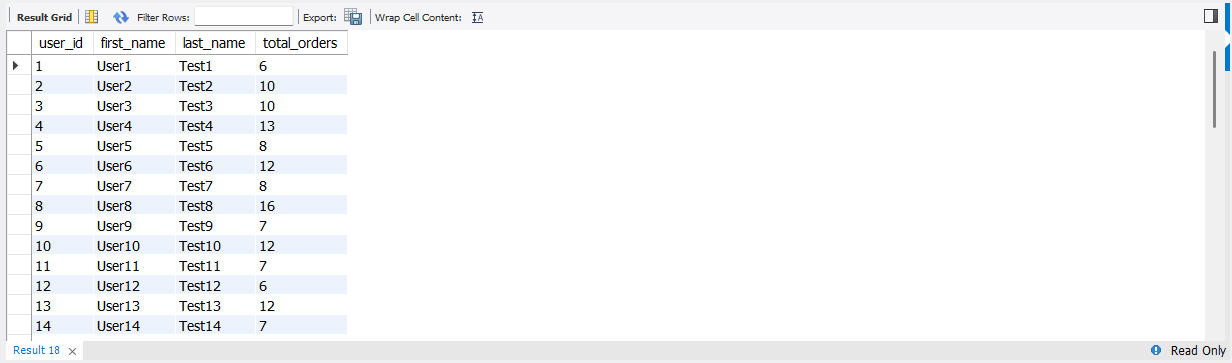 Result Grid Filter Rows: Export: Wrap Cell Content: IA
user_id first_name last_name total_orders
1 User1 Test1 6
2 User2 Test2 10
3 User3 Test3 10
4 User4 Test4 13
5 User5 Test5 8
6 User6 Test6 12
7 User7 Test7 8
8 User8 Test8 16
9 User9 Test9 7
10 User10 Test10 12
11 User11 Test11 7
12 User12 Test12 6
13 User13 Test13 12
14 User14 Test14 7
Result 18 Read Only